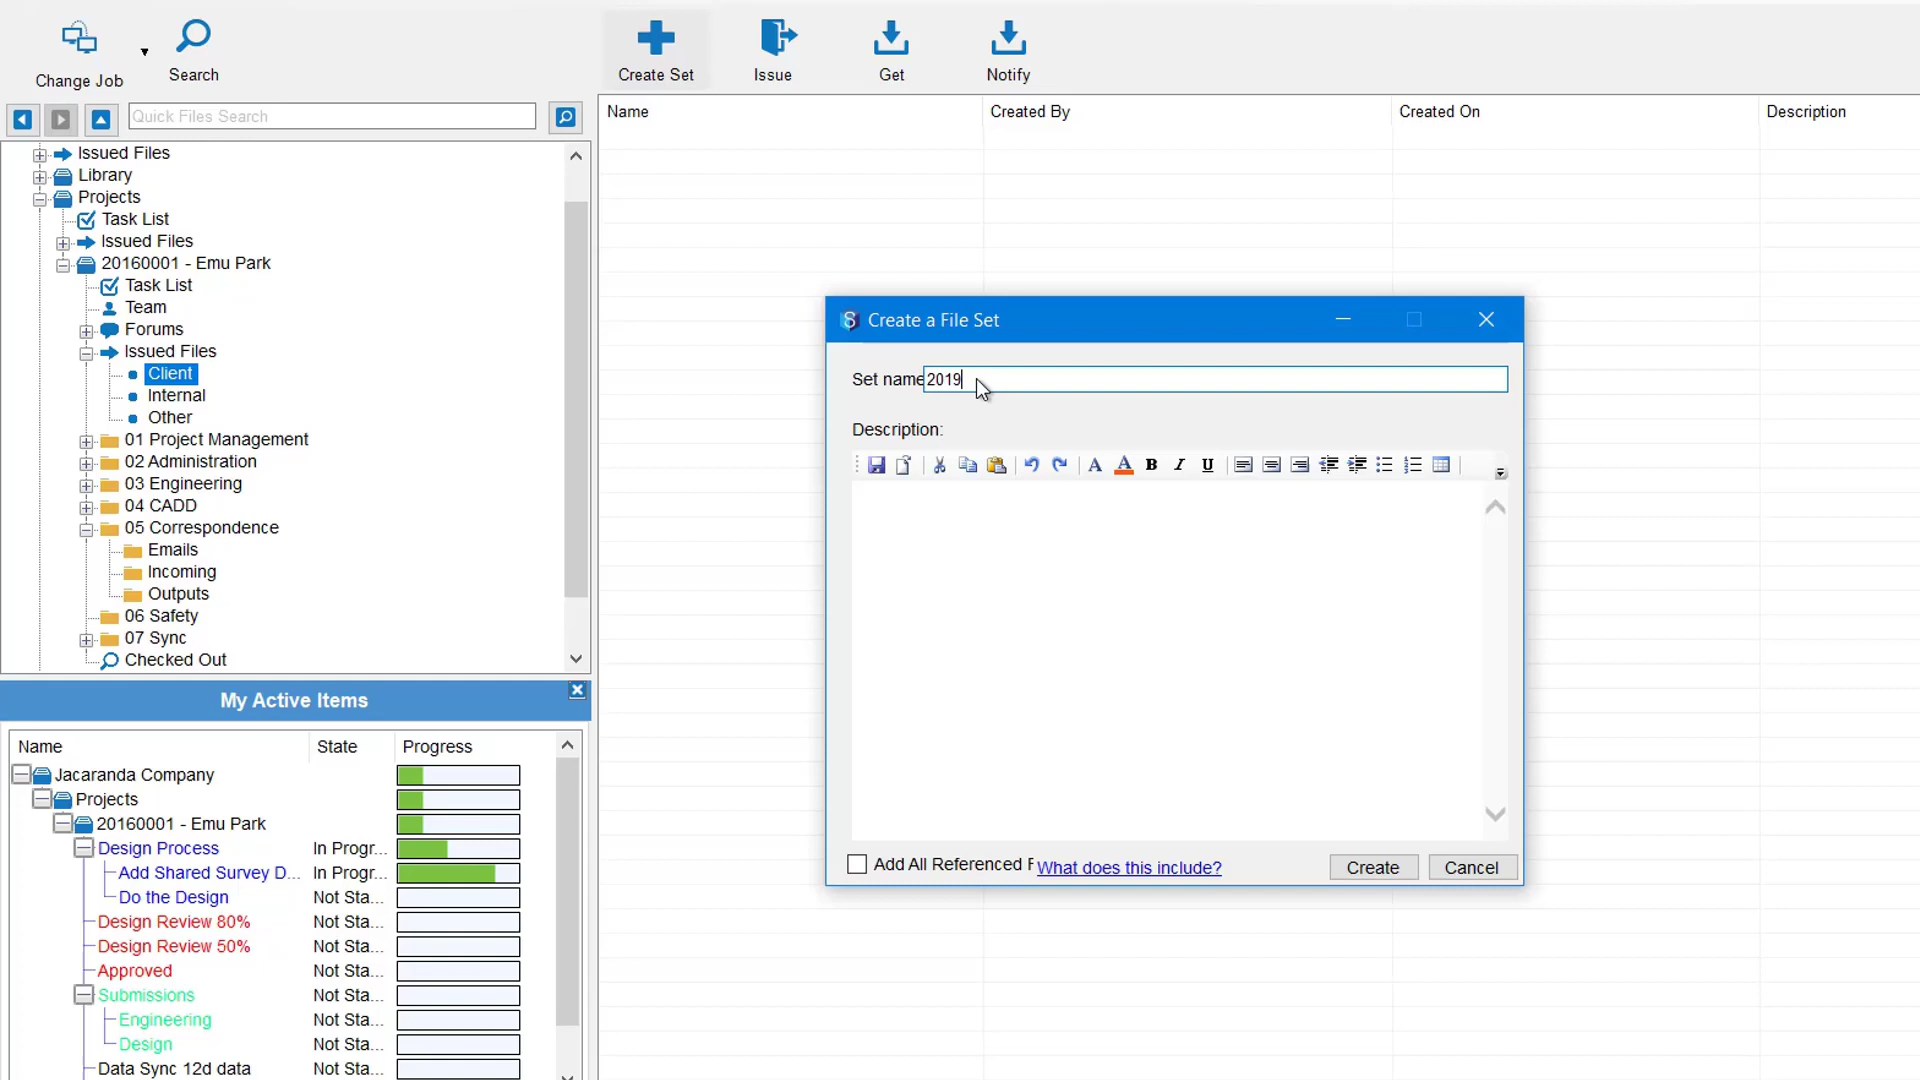 Change Job
Search
Create Set
Issue
Get
Notify
Quick Files Search
Name
Created By
Created On
Description
Issued Files
Library
Projects
Task List
Issued Files
20160001 - Emu Park
Task List
Team
Forums
Issued Files
Client
Internal
Other
01 Project Management
02 Administration
03 Engineering
04 CADD
05 Correspondence
Emails
Incoming
Outputs
06 Safety
07 Sync
Checked Out
Create a File Set
Set name 2019
Description:
A A B I U
Add All Referenced F What does this include?
Create
Cancel
My Active Items
Name State Progress
Jacaranda Company
Projects
20160001 - Emu Park
Design Process In Progr...
Add Shared Survey D... In Progr...
Do the Design Not Sta...
Design Review 80% Not Sta...
Design Review 50% Not Sta...
Approved Not Sta...
Submissions Not Sta...
Engineering Not Sta...
Design Not Sta...
Data Sync 12d data Not Sta...